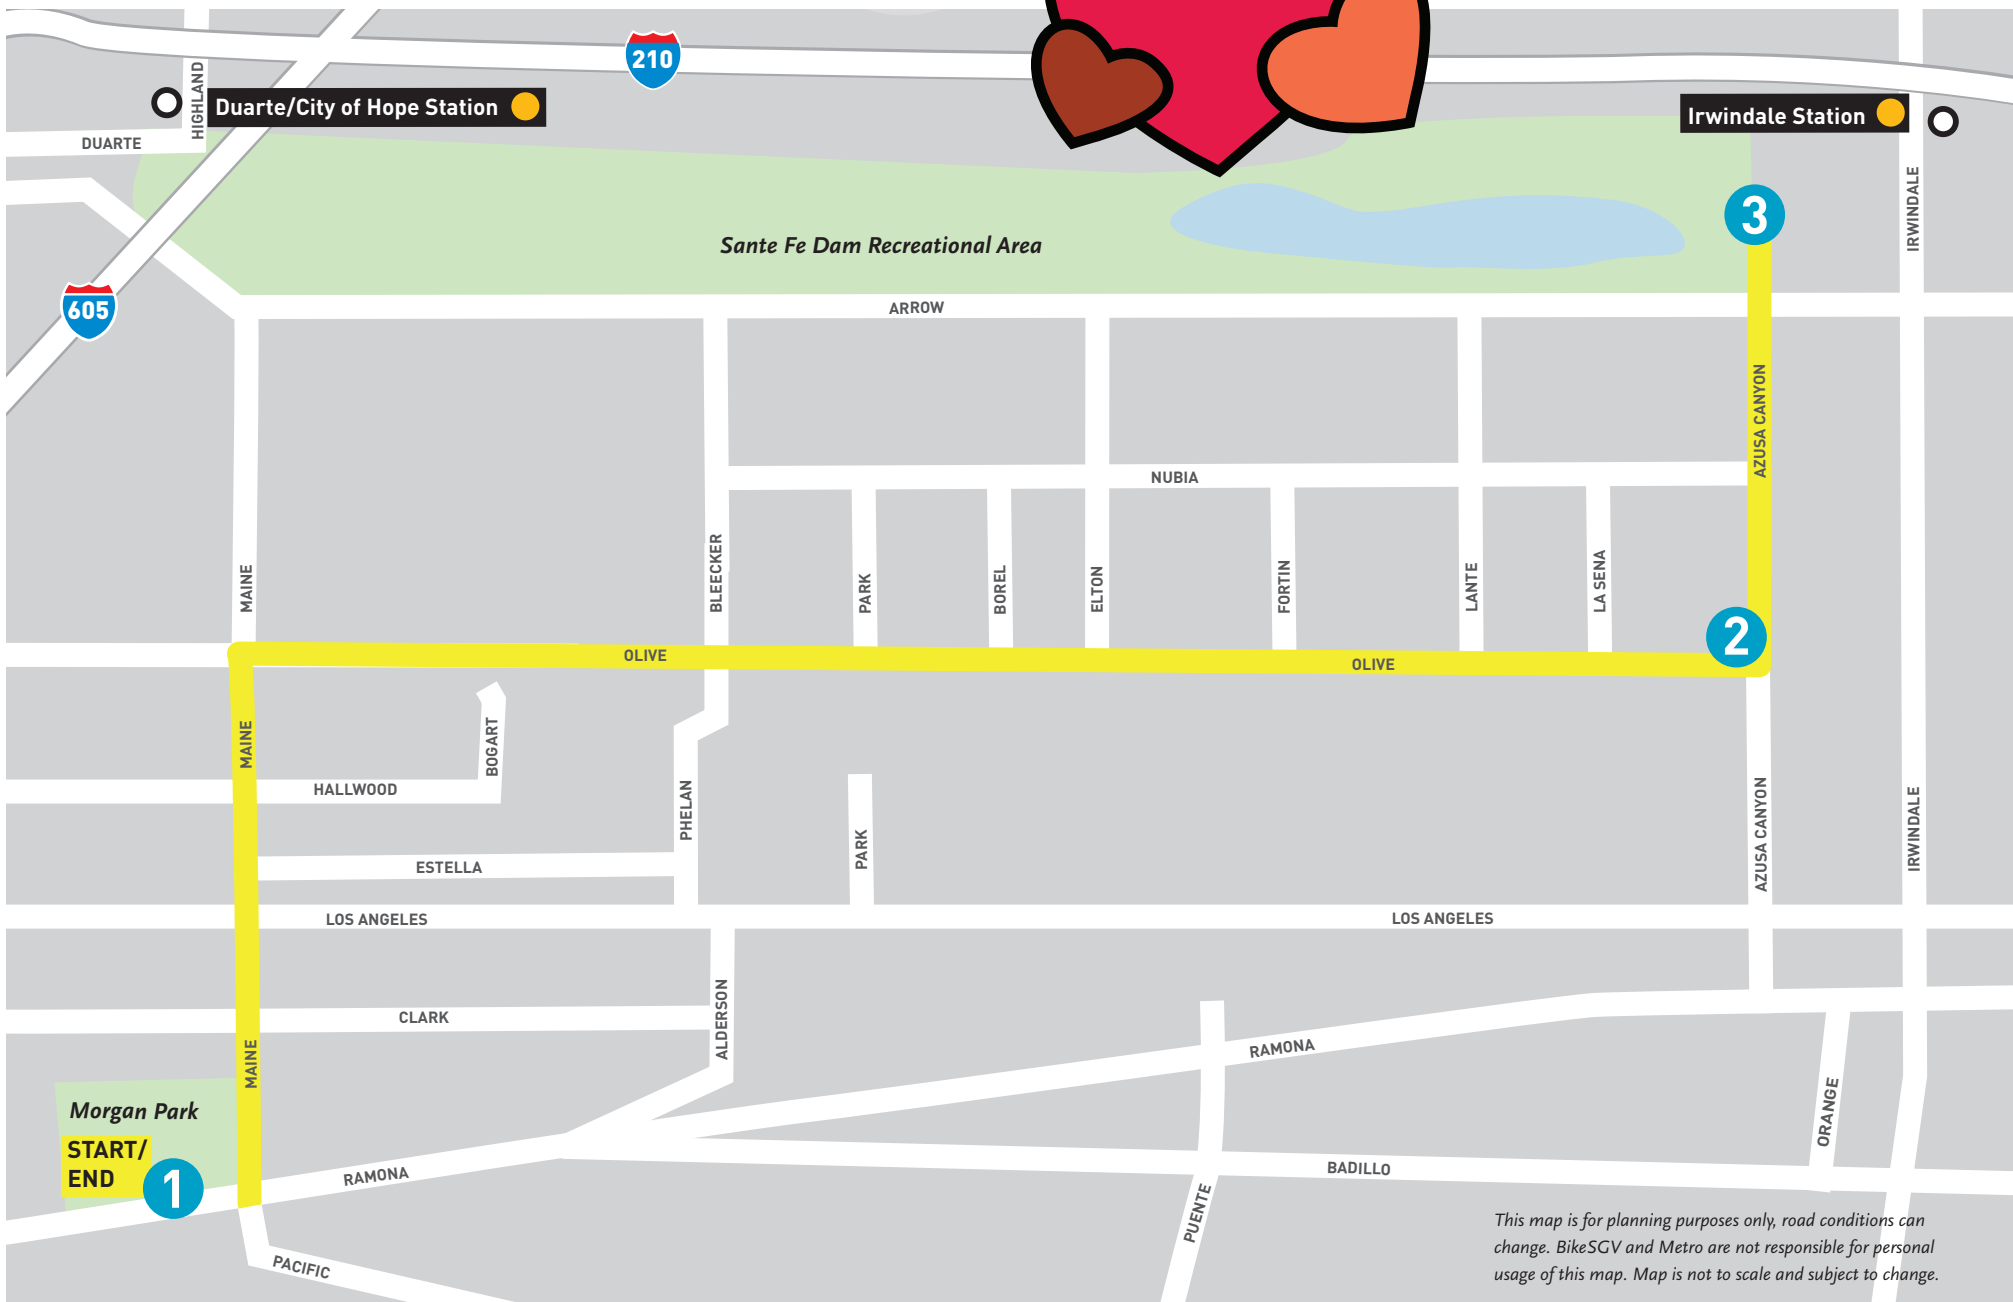 210
HIGHLAND
Duarte/City of Hope Station
Irwindale Station
DUARTE
IRWINDALE
3
Sante Fe Dam Recreational Area
605
ARROW
AZUSA CANYON
NUBIA
MAINE
BLEECKER
PARK
BOREL
ELTON
FORTIN
LANTE
LA SENA
2
OLIVE
OLIVE
MAINE
BOGART
HALLWOOD
PHELAN
PARK
AZUSA CANYON
IRWINDALE
ESTELLA
LOS ANGELES
LOS ANGELES
CLARK
ALDERSON
MAINE
RAMONA
Morgan Park
START/
END
1
RAMONA
BADILLO
ORANGE
PUENTE
PACIFIC
This map is for planning purposes only, road conditions can
change. BikeSGV and Metro are not responsible for personal
usage of this map. Map is not to scale and subject to change.